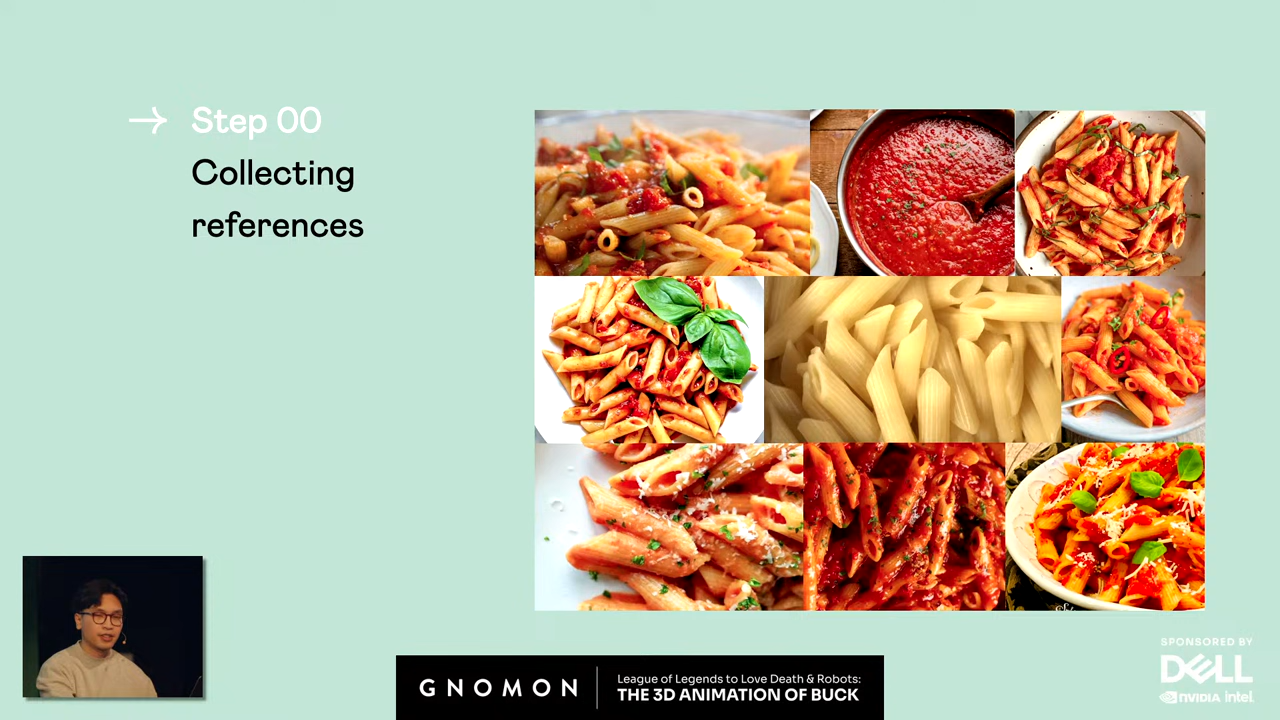 → Step 00
Collecting
references
GNOMON
League of Legends to Love Death & Robots:
THE 3D ANIMATION OF BUCK
SPONSORED BY
DELL
NVIDIA intel